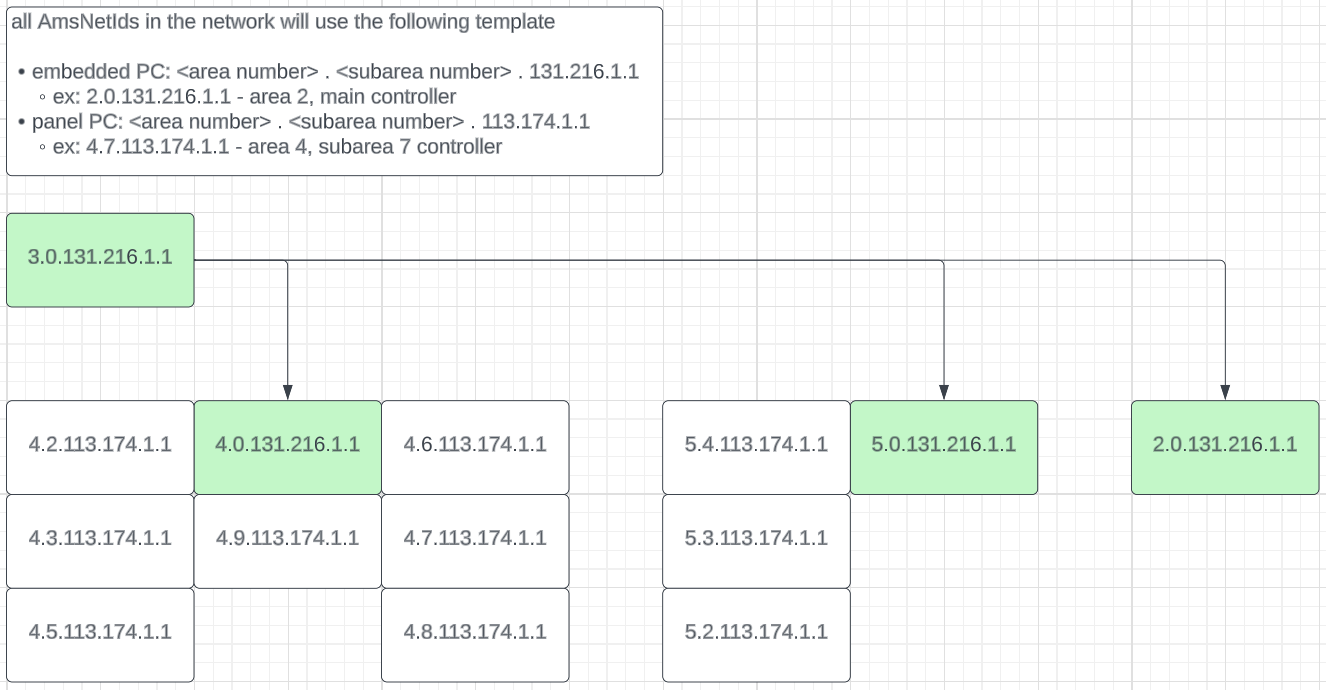 all AmsNetIds in the network will use the following template
• embedded PC: <area number> . <subarea number> . 131.216.1.1
◦ ex: 2.0.131.216.1.1 - area 2, main controller
• panel PC: <area number> . <subarea number> . 113.174.1.1
◦ ex: 4.7.113.174.1.1 - area 4, subarea 7 controller
3.0.131.216.1.1
4.2.113.174.1.1
4.0.131.216.1.1
4.6.113.174.1.1
5.4.113.174.1.1
5.0.131.216.1.1
2.0.131.216.1.1
4.3.113.174.1.1
4.9.113.174.1.1
4.7.113.174.1.1
5.3.113.174.1.1
4.5.113.174.1.1
4.8.113.174.1.1
5.2.113.174.1.1